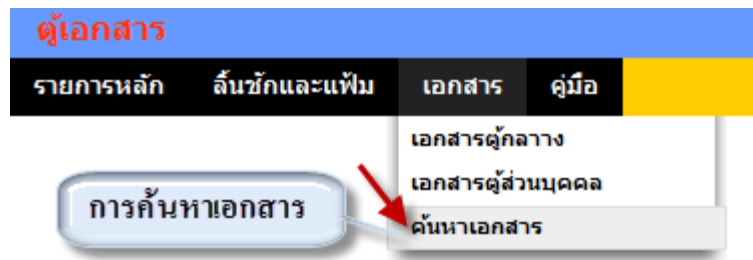 ตู้เอกสาร
รายการหลัก ลิ้นชักและแฟ้ม เอกสาร คู่มือ
เอกสารตู้กลาาง
เอกสารตู้ส่วนบุคคล
การค้นหาเอกสาร
ค้นหาเอกสาร